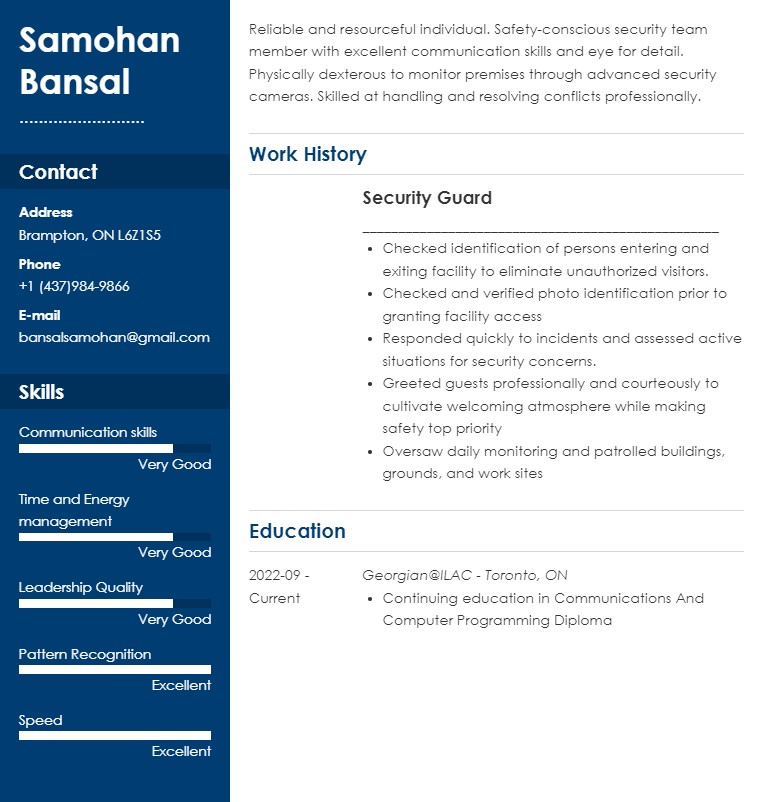 Samohan
Bansal
Contact
Address
Brampton, ON L6Z1S5
Phone
+1 (437)984-9866
E-mail
bansalsamohan@gmail.com
Skills
Communication skills
Very Good
Time and Energy
management
Very Good
Leadership Quality
Very Good
Pattern Recognition
Excellent
Speed
Excellent
Reliable and resourceful individual. Safety-conscious security team
member with excellent communication skills and eye for detail.
Physically dexterous to monitor premises through advanced security
cameras. Skilled at handling and resolving conflicts professionally.
Work History
Security Guard
• Checked identification of persons entering and
exiting facility to eliminate unauthorized visitors.
• Checked and verified photo identification prior to
granting facility access
• Responded quickly to incidents and assessed active
situations for security concerns.
• Greeted guests professionally and courteously to
cultivate welcoming atmosphere while making
safety top priority
• Oversaw daily monitoring and patrolled buildings,
grounds, and work sites
Education
2022-09 -
Current
Georgian@ILAC - Toronto, ON
• Continuing education in Communications And
Computer Programming Diploma